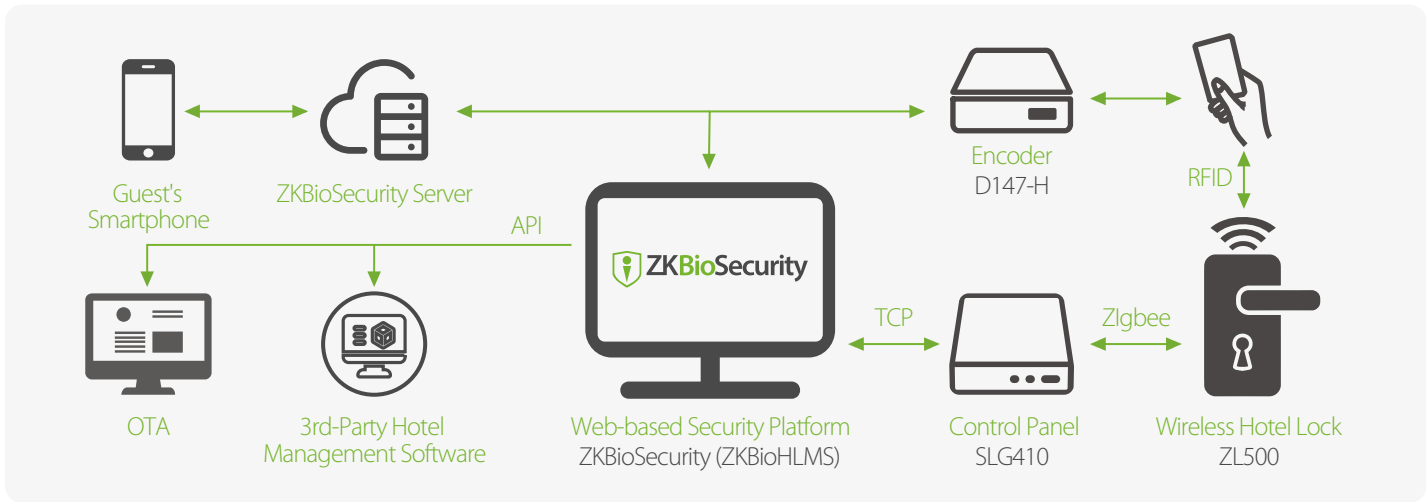 Guest's
Smartphone
ZKBioSecurity Server
Encoder
D147-H
RFID
API
ZKBioSecurity
TCP
ZIgbee
OTA
3rd-Party Hotel
Management Software
Web-based Security Platform
ZKBioSecurity (ZKBioHLMS)
Control Panel
SLG410
Wireless Hotel Lock
ZL500